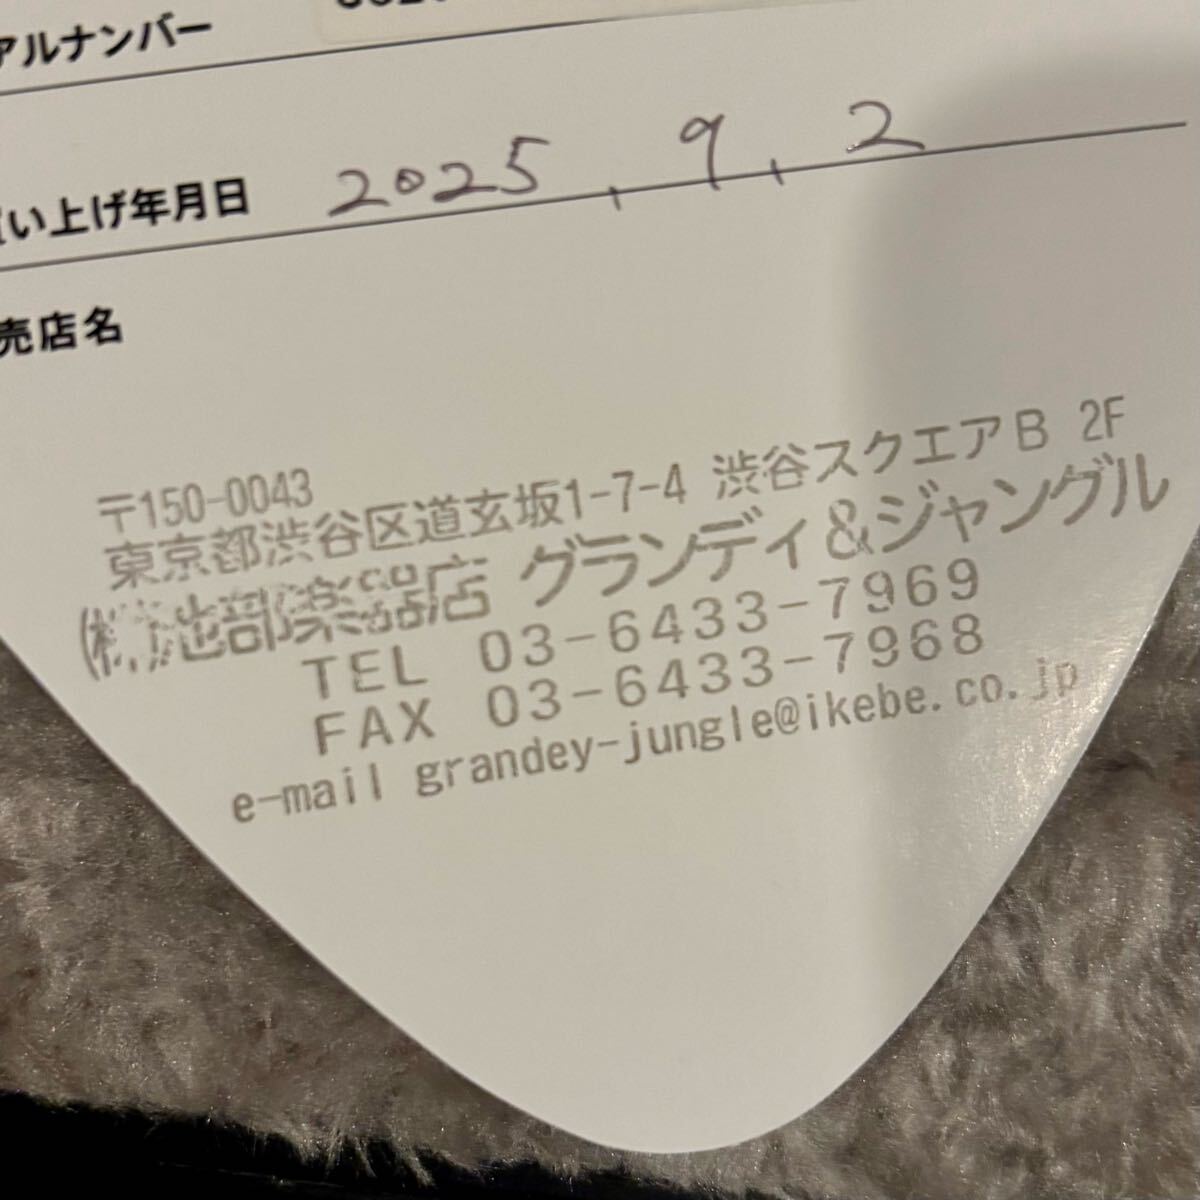 アルナンバー
い上げ年月日 2025, 9, 2
売店名
〒150-0043
東京都渋谷区道玄坂1-7-4 渋谷スクエアB 2F
㈱池部楽器店 グランディ&ジャングル
TEL 03-6433-7969
FAX 03-6433-7968
e-mail grandey-jungle@ikebe.co.jp